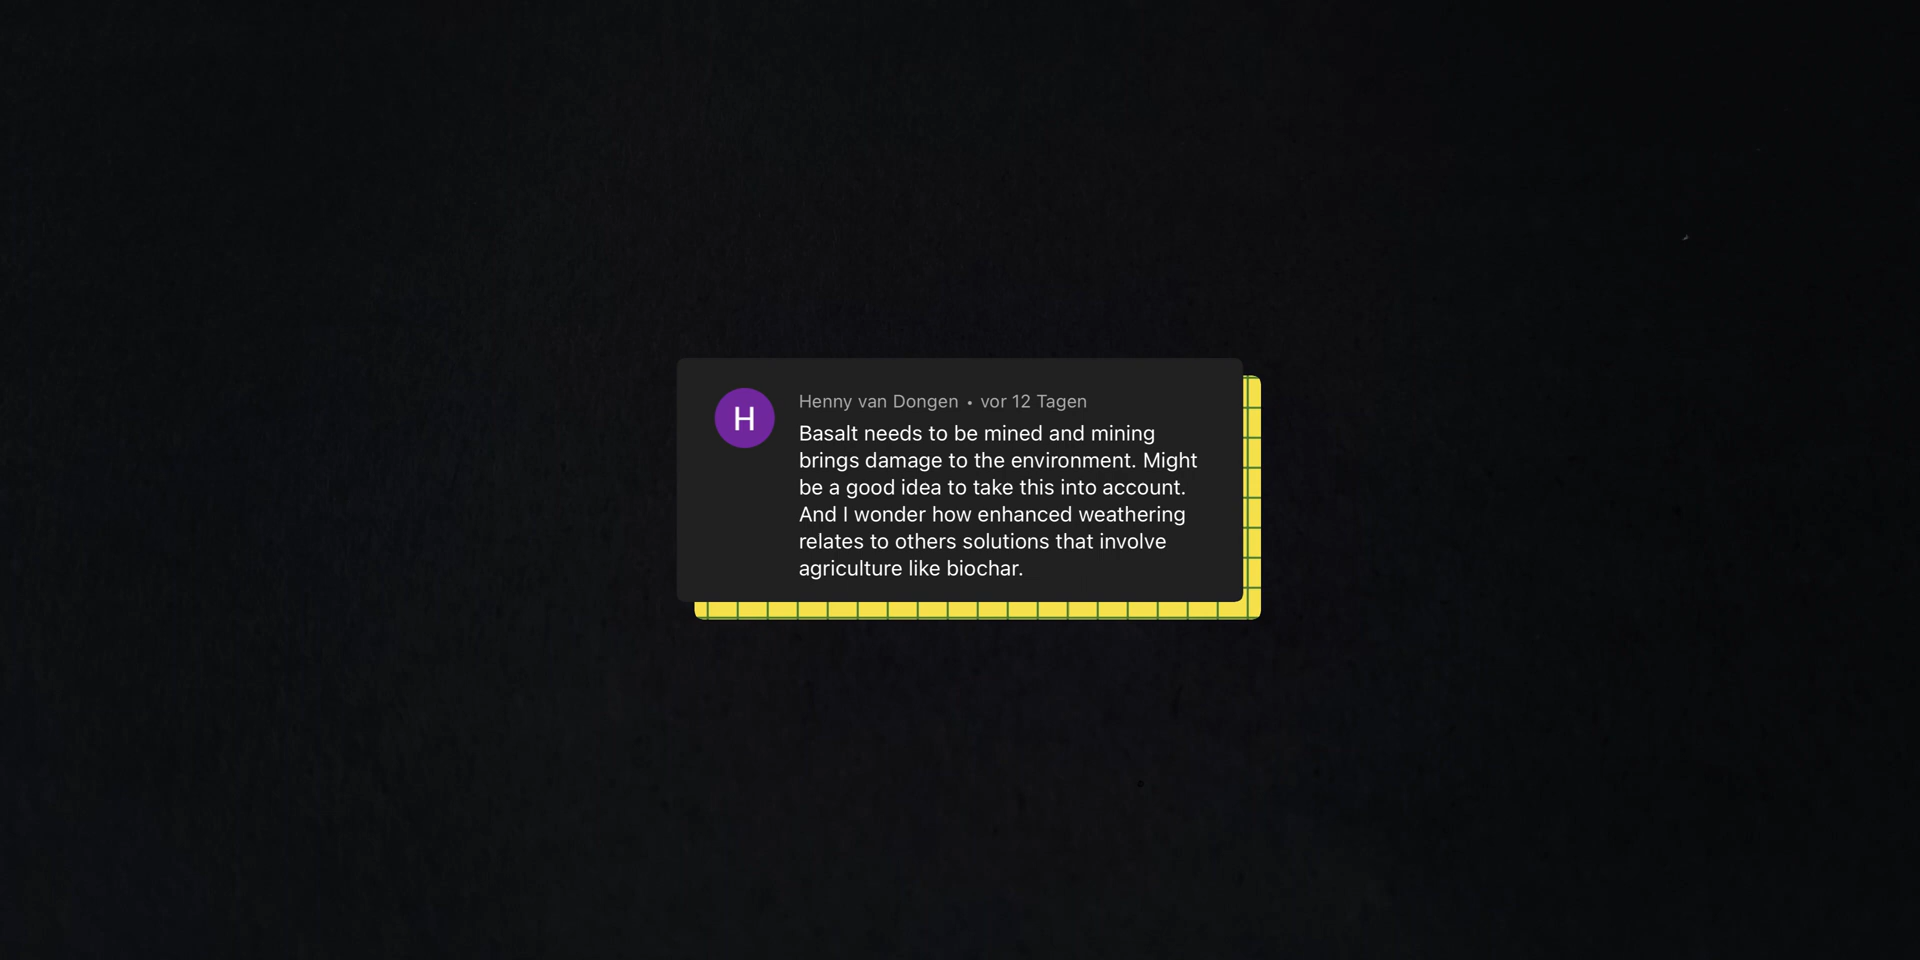 H
Henny van Dongen • vor 12 Tagen
Basalt needs to be mined and mining
brings damage to the environment. Might
be a good idea to take this into account.
And I wonder how enhanced weathering
relates to others solutions that involve
agriculture like biochar.